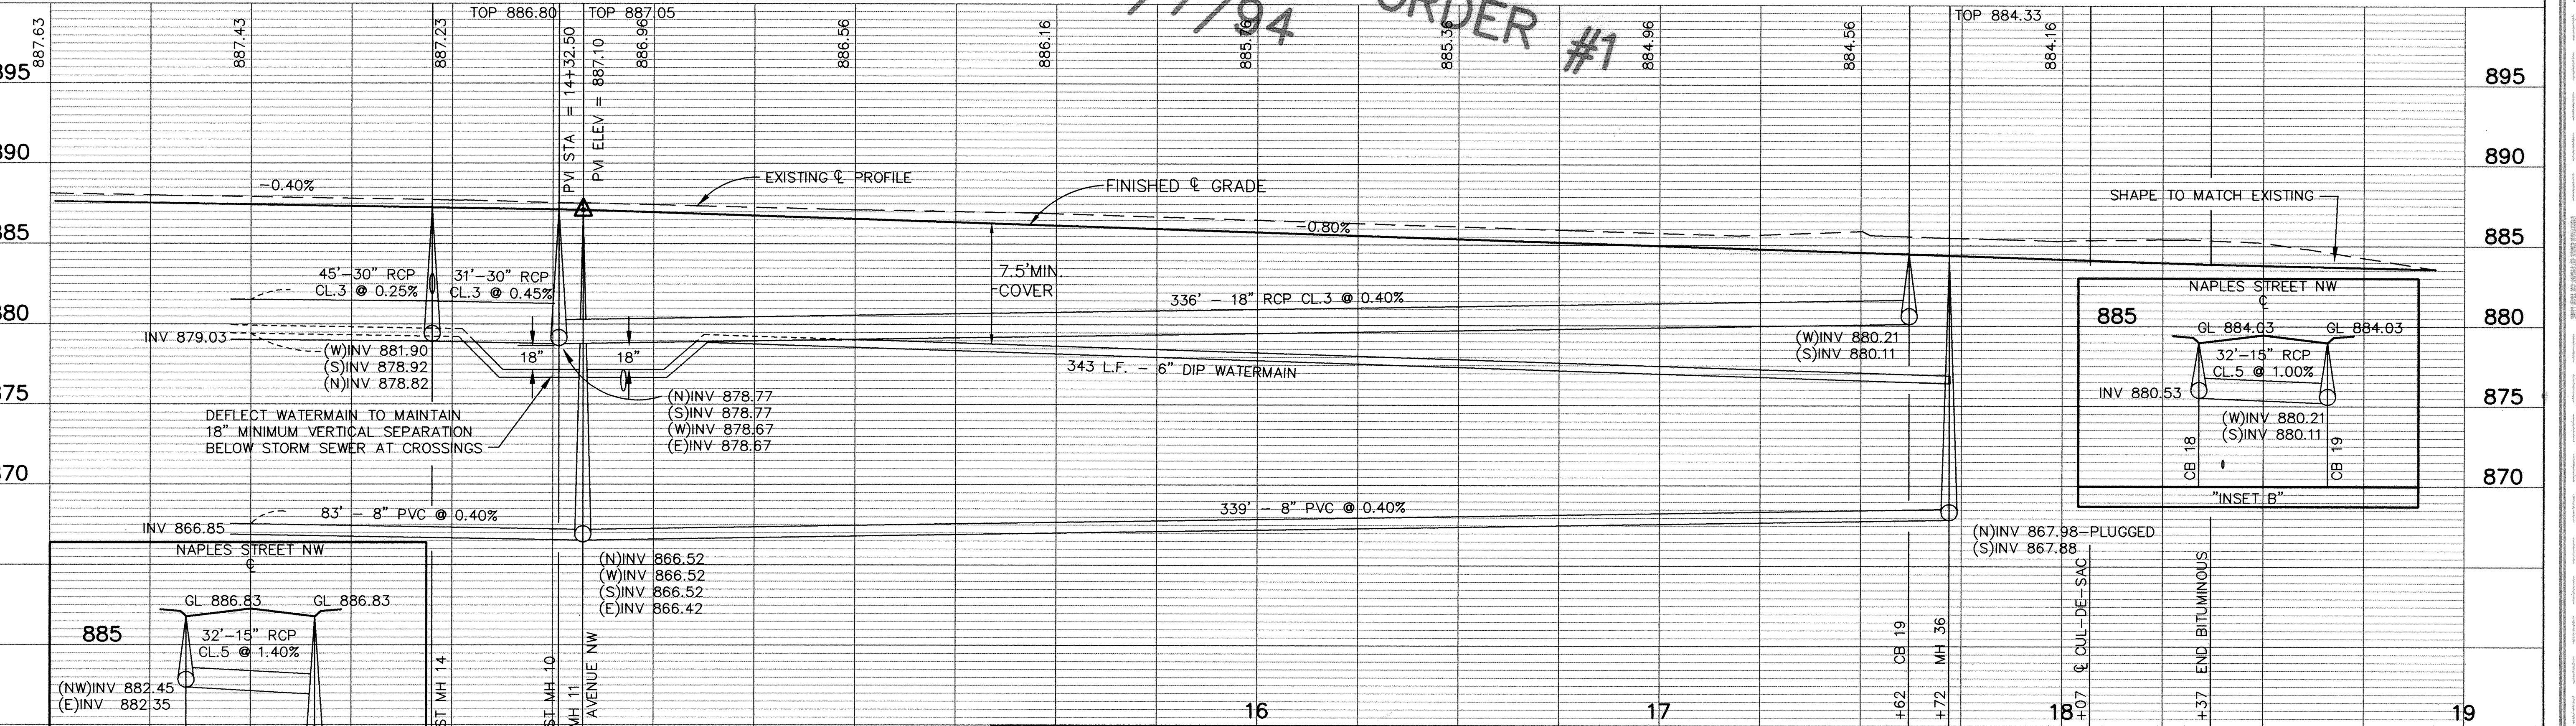 TOP 886.80
TOP 887.05
/94
ORDER #1
TOP 884.33
887.63
887.43
887.23
PVI STA = 14+32.50
PVI ELEV = 887.10
886.96
886.56
886.16
885.76
885.36
884.96
884.56
884.16
895
895
890
890
885
885
880
880
875
875
870
870
-0.40%
EXISTING ℄ PROFILE
FINISHED ℄ GRADE
-0.80%
SHAPE TO MATCH EXISTING
45'-30" RCP
CL.3 @ 0.25%
31'-30" RCP
CL.3 @ 0.45%
7.5'MIN.
COVER
336' - 18" RCP CL.3 @ 0.40%
INV 879.03
(W)INV 881.90
(S)INV 878.92
(N)INV 878.82
18"
18"
343 L.F. - 6" DIP WATERMAIN
(W)INV 880.21
(S)INV 880.11
DEFLECT WATERMAIN TO MAINTAIN
18" MINIMUM VERTICAL SEPARATION
BELOW STORM SEWER AT CROSSINGS
(N)INV 878.77
(S)INV 878.77
(W)INV 878.67
(E)INV 878.67
NAPLES STREET NW
℄
885
GL 884.03
GL 884.03
32'-15" RCP
CL.5 @ 1.00%
INV 880.53
(W)INV 880.21
(S)INV 880.11
CB 18
CB 19
"INSET B"
83' - 8" PVC @ 0.40%
INV 866.85
339' - 8" PVC @ 0.40%
(N)INV 867.98-PLUGGED
(S)INV 867.88
(N)INV 866.52
(W)INV 866.52
(S)INV 866.52
(E)INV 866.42
NAPLES STREET NW
℄
GL 886.83
GL 886.83
885
32'-15" RCP
CL.5 @ 1.40%
(NW)INV 882.45
(E)INV 882.35
ST MH 14
ST MH 10
MH 11
AVENUE NW
16
17
+62 CB 19
+72 MH 36
18
+07 ℄ CUL-DE-SAC
+37 END BITUMINOUS
19